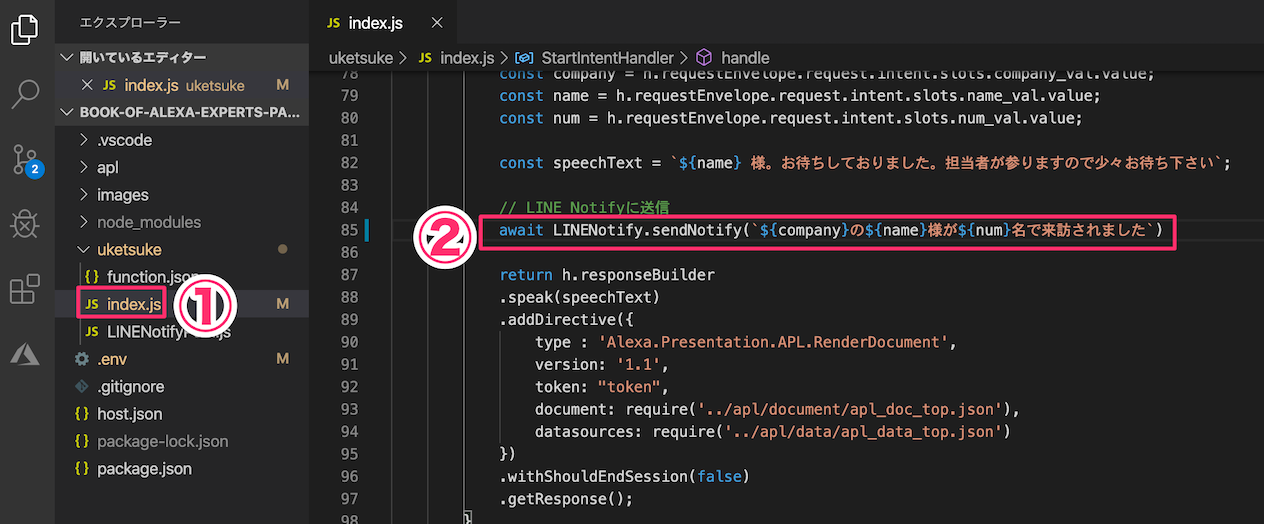 エクスプローラー
開いているエディター
JS index.js uketsuke M
BOOK-OF-ALEXA-EXPERTS-PA...
.vscode
apl
images
node_modules
uketsuke
{} function.json
JS index.js M
①
JS LINENotify
.js
.env M
.gitignore
{} host.json
{} package-lock.json
{} package.json
2
JS index.js
uketsuke > JS index.js > StartIntentHandler > handle
78 const company = h.requestEnvelope.request.intent.slots.company_val.value;
79 const name = h.requestEnvelope.request.intent.slots.name_val.value;
80 const num = h.requestEnvelope.request.intent.slots.num_val.value;
81
82 const speechText = `${name} 様。お待ちしておりました。担当者が参りますので少々お待ち下さい`;
83
84 // LINE Notifyに送信
②
85 await LINENotify.sendNotify(`${company}の${name}様が${num}名で来訪されました`)
86
87 return h.responseBuilder
88 .speak(speechText)
89 .addDirective({
90 type : 'Alexa.Presentation.APL.RenderDocument',
91 version: '1.1',
92 token: "token",
93 document: require('../apl/document/apl_doc_top.json'),
94 datasources: require('../apl/data/apl_data_top.json')
95 })
96 .withShouldEndSession(false)
97 .getResponse();
98 }